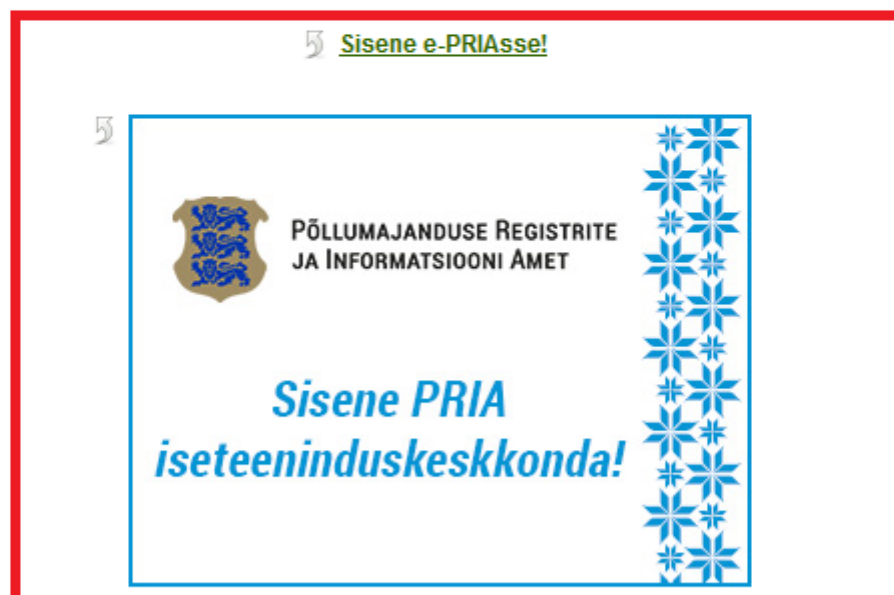 Sisene e-PRIAsse!
PÕLLUMAJANDUSE REGISTRITE
JA INFORMATSIOONI AMET
Sisene PRIA
iseteeninduskeskkonda!